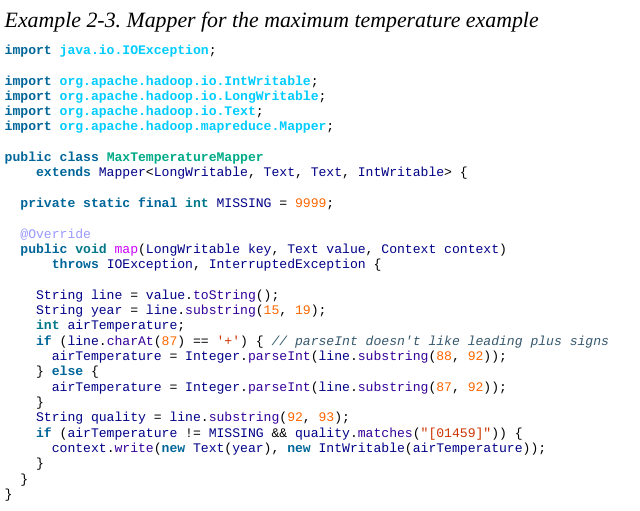 Example 2-3. Mapper for the maximum temperature example
import java.io.IOException;
import org.apache.hadoop.io.IntWritable;
import org.apache.hadoop.io.LongWritable;
import org.apache.hadoop.io.Text;
import org.apache.hadoop.mapreduce.Mapper;
public class MaxTemperatureMapper
    extends Mapper<LongWritable, Text, Text, IntWritable> {
  private static final int MISSING = 9999;
  @Override
  public void map(LongWritable key, Text value, Context context)
      throws IOException, InterruptedException {
    String line = value.toString();
    String year = line.substring(15, 19);
    int airTemperature;
    if (line.charAt(87) == '+') { // parseInt doesn't like leading plus signs
      airTemperature = Integer.parseInt(line.substring(88, 92));
    } else {
      airTemperature = Integer.parseInt(line.substring(87, 92));
    }
    String quality = line.substring(92, 93);
    if (airTemperature != MISSING && quality.matches("[01459]")) {
      context.write(new Text(year), new IntWritable(airTemperature));
    }
  }
}